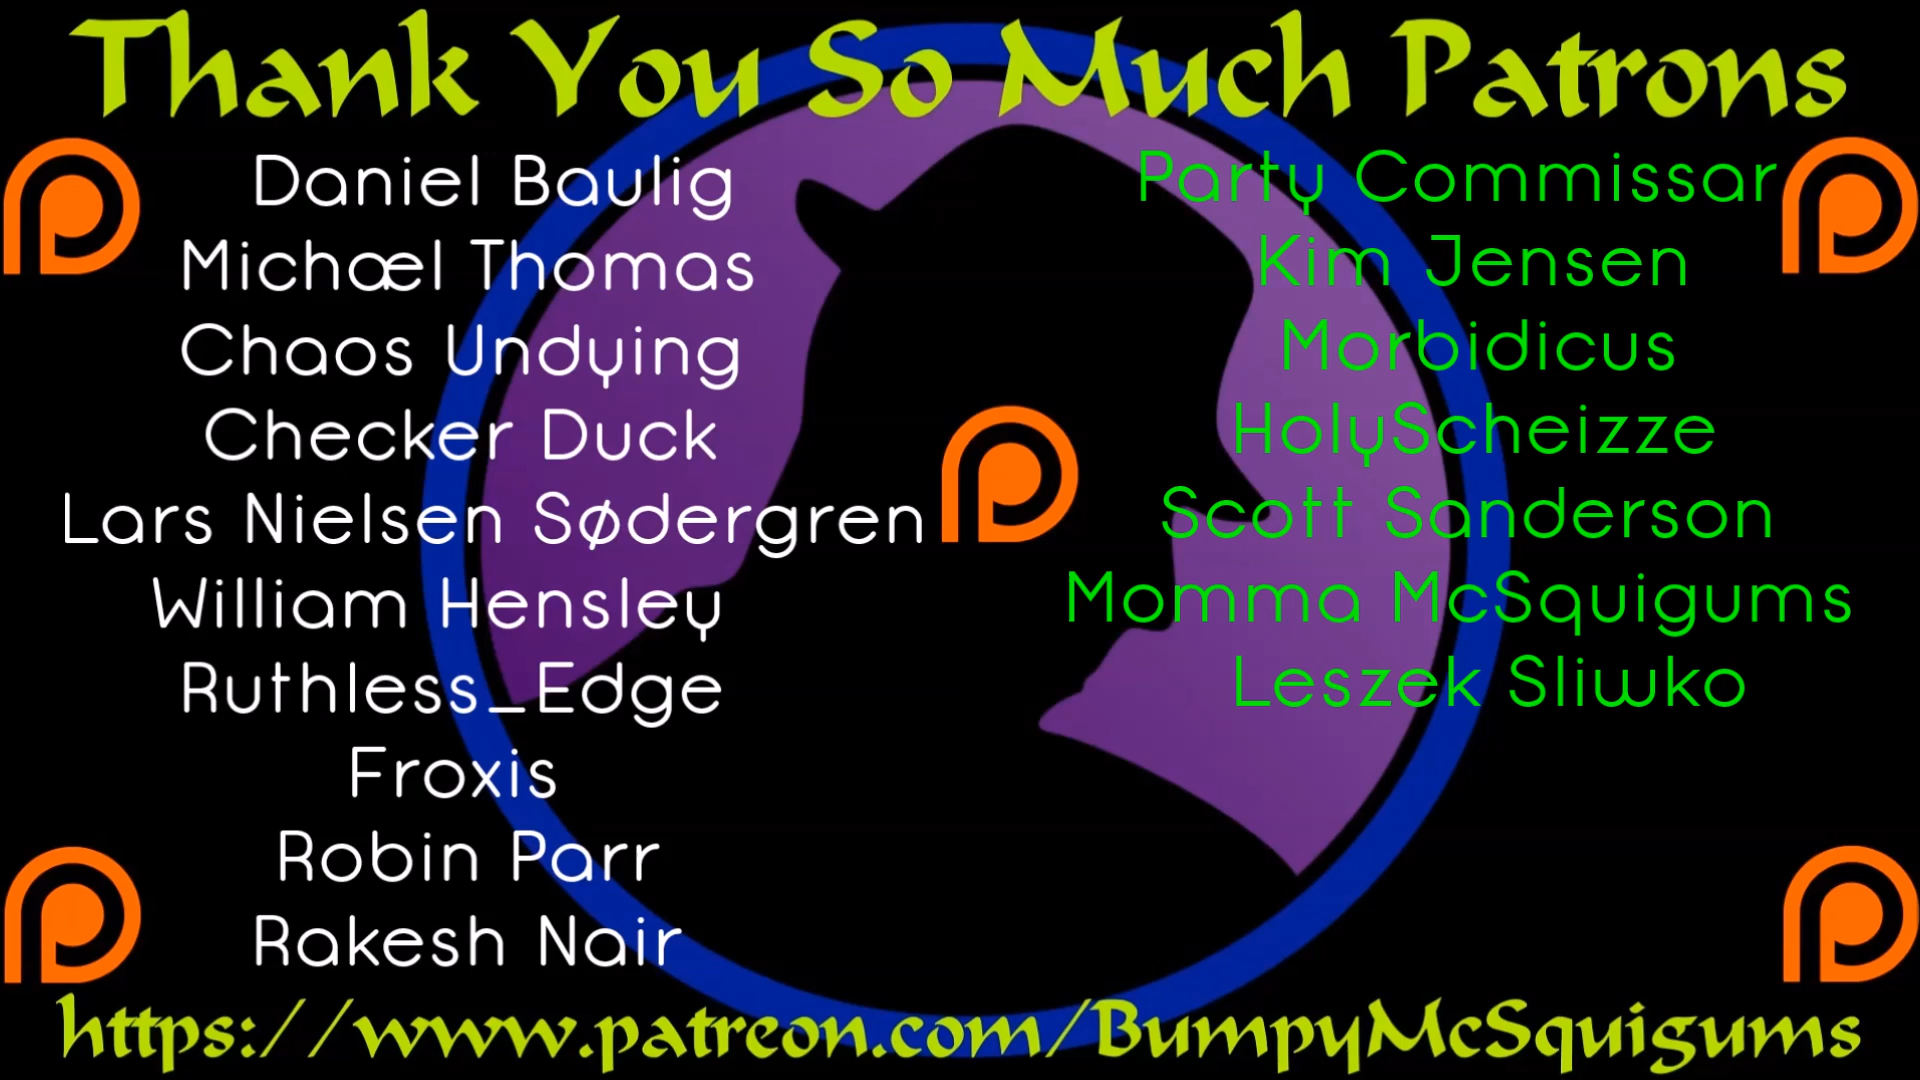 Thank You So Much Patrons
Daniel Baulig
Michæl Thomas
Chaos Undying
Checker Duck
Lars Nielsen Sødergren
William Hensley
Ruthless_Edge
Froxis
Robin Parr
Rakesh Nair
Party Commissar
Kim Jensen
Morbidicus
HolyScheizze
Scott Sanderson
Momma McSquigums
Leszek Sliwko
https://www.patreon.com/BumpyMcSquigums